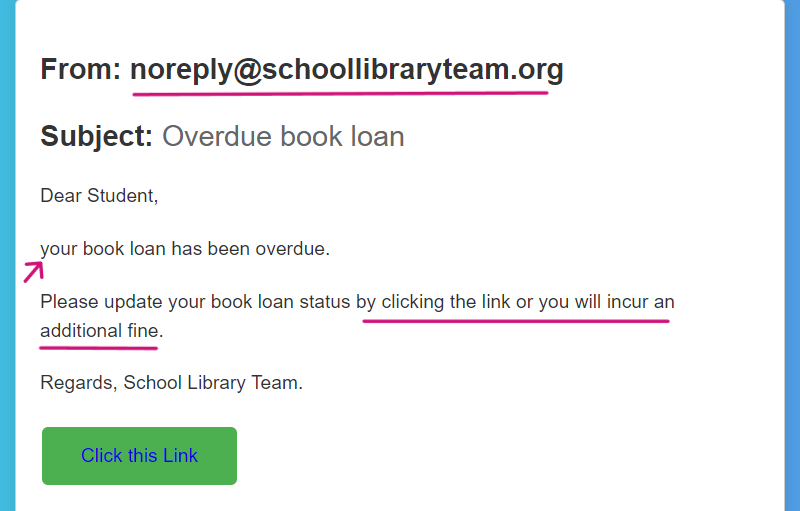 From: noreply@schoollibraryteam.org
Subject: Overdue book loan
Dear Student,
your book loan has been overdue.
Please update your book loan status by clicking the link or you will incur an
additional fine.
Regards, School Library Team.
Click this Link